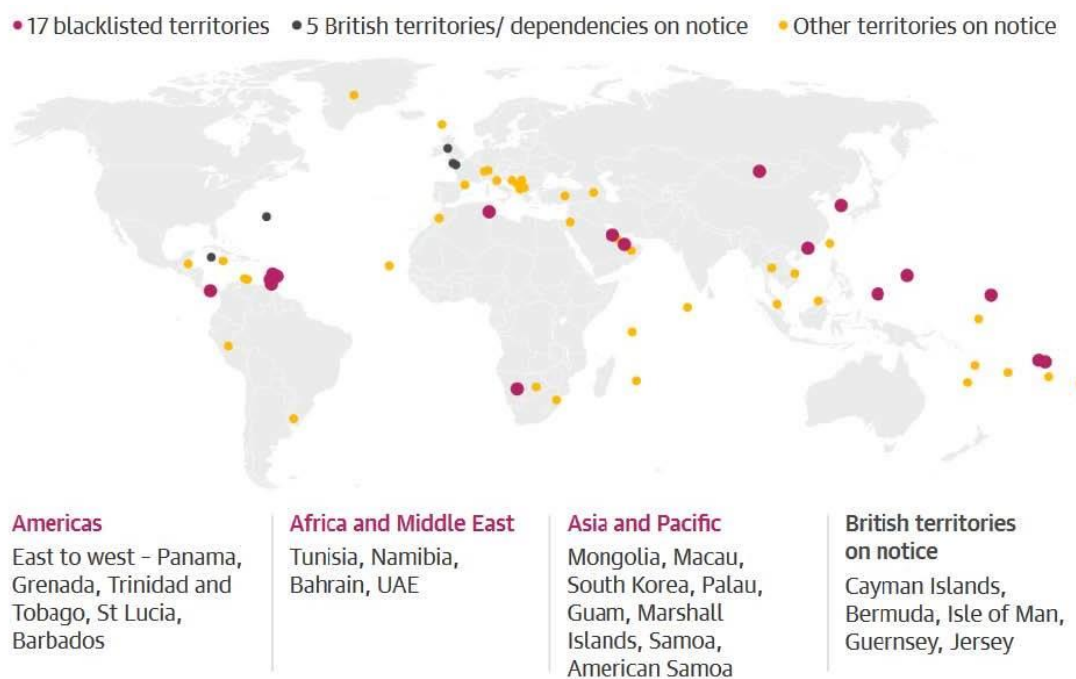 17 blacklisted territories
5 British territories/ dependencies on notice
Other territories on notice
Americas
East to west – Panama,
Grenada, Trinidad and
Tobago, St Lucia,
Barbados
Africa and Middle East
Tunisia, Namibia,
Bahrain, UAE
Asia and Pacific
Mongolia, Macau,
South Korea, Palau,
Guam, Marshall
Islands, Samoa,
American Samoa
British territories
on notice
Cayman Islands,
Bermuda, Isle of Man,
Guernsey, Jersey